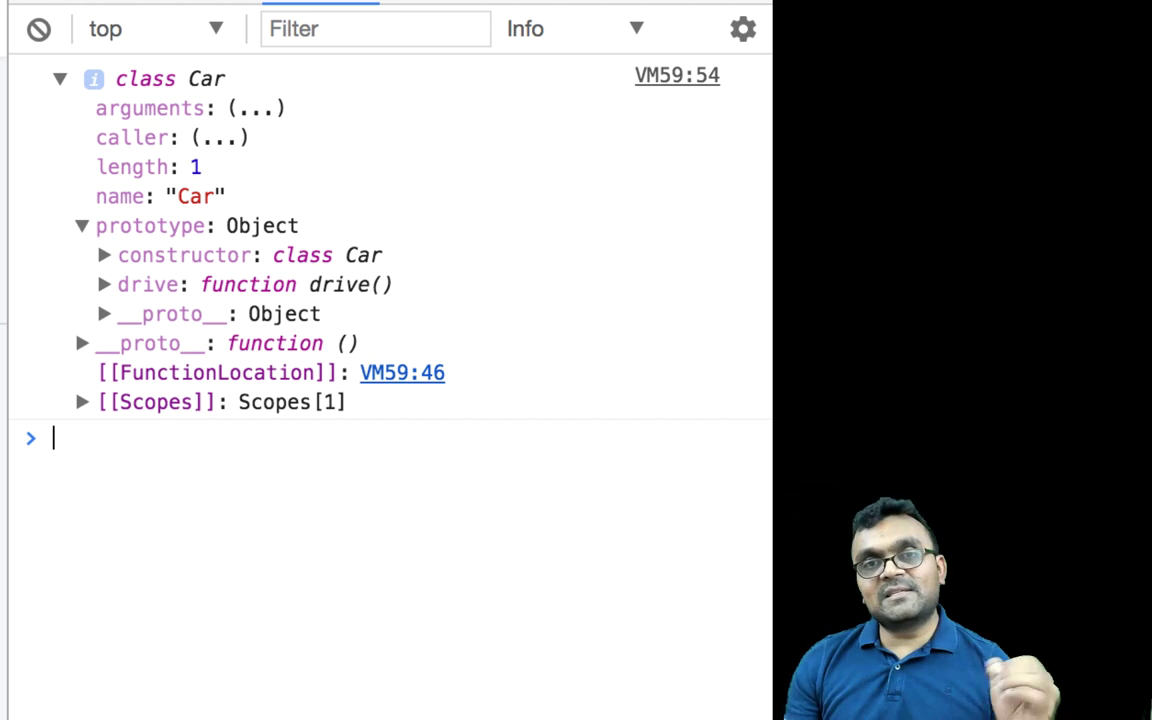 top Filter Info
class Car VM59:54
arguments: (...)
caller: (...)
length: 1
name: "Car"
prototype: Object
constructor: class Car
drive: function drive()
__proto__: Object
__proto__: function ()
[[FunctionLocation]]: VM59:46
[[Scopes]]: Scopes[1]